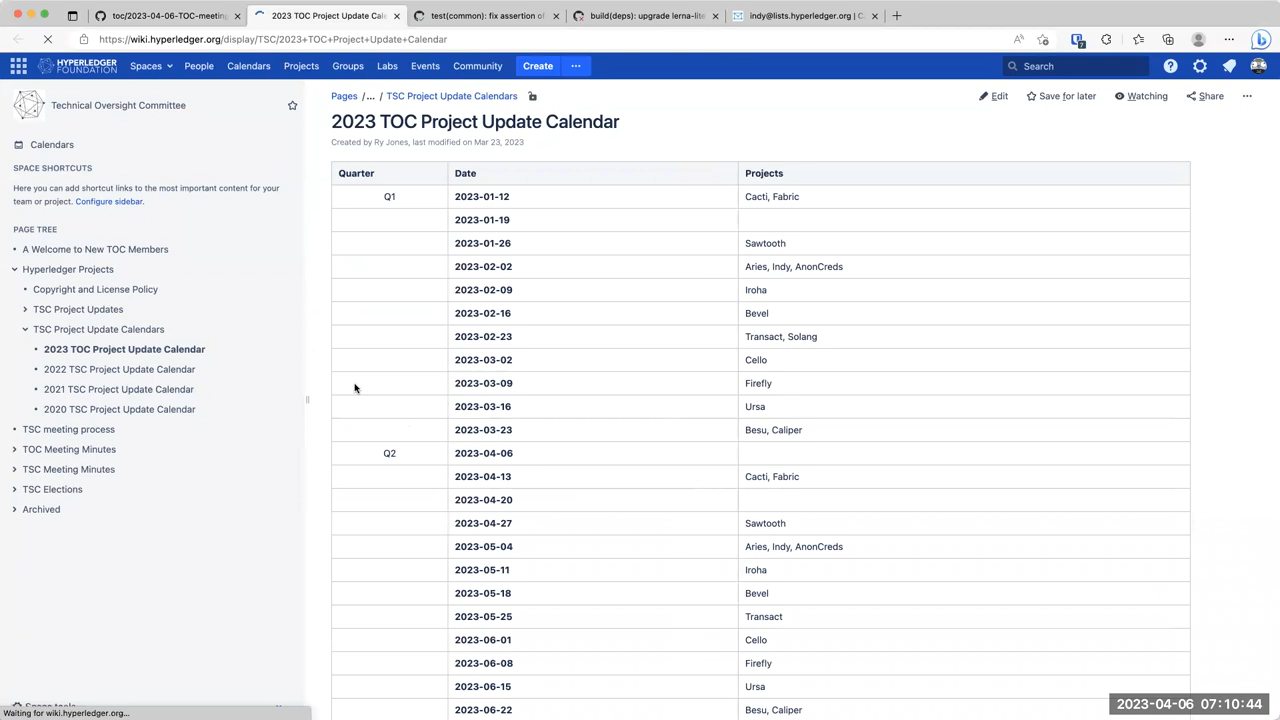 toc/2023-04-06-TOC-meeting
2023 TOC Project Update Cale
test(common): fix assertion of
build(deps): upgrade lerna-lite
indy@lists.hyperledger.org | C
https://wiki.hyperledger.org/display/TSC/2023+TOC+Project+Update+Calendar
HYPERLEDGER FOUNDATION
Spaces People Calendars Projects Groups Labs Events Community Create ... Search
Technical Oversight Committee
Calendars
SPACE SHORTCUTS
Here you can add shortcut links to the most important content for your
team or project. Configure sidebar.
PAGE TREE
A Welcome to New TOC Members
Hyperledger Projects
Copyright and License Policy
TSC Project Updates
TSC Project Update Calendars
2023 TOC Project Update Calendar
2022 TSC Project Update Calendar
2021 TSC Project Update Calendar
2020 TSC Project Update Calendar
TSC meeting process
TOC Meeting Minutes
TSC Meeting Minutes
TSC Elections
Archived
Waiting for wiki.hyperledger.org...
Pages /... / TSC Project Update Calendars
Edit Save for later Watching Share ...
2023 TOC Project Update Calendar
Created by Ry Jones, last modified on Mar 23, 2023
Quarter Date Projects
Q1 2023-01-12 Cacti, Fabric
2023-01-19
2023-01-26 Sawtooth
2023-02-02 Aries, Indy, AnonCreds
2023-02-09 Iroha
2023-02-16 Bevel
2023-02-23 Transact, Solang
2023-03-02 Cello
2023-03-09 Firefly
2023-03-16 Ursa
2023-03-23 Besu, Caliper
Q2 2023-04-06
2023-04-13 Cacti, Fabric
2023-04-20
2023-04-27 Sawtooth
2023-05-04 Aries, Indy, AnonCreds
2023-05-11 Iroha
2023-05-18 Bevel
2023-05-25 Transact
2023-06-01 Cello
2023-06-08 Firefly
2023-06-15 Ursa
2023-06-22 Besu, Caliper
2023-04-06 07:10:44